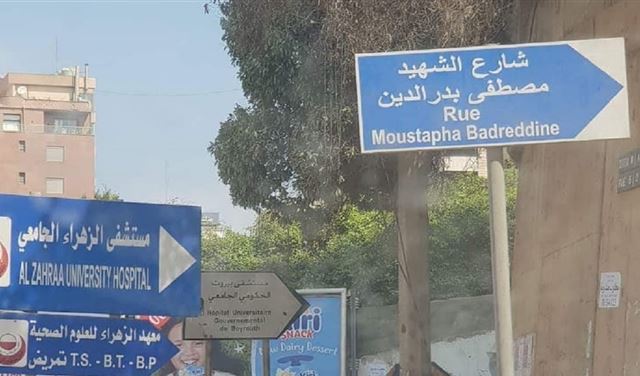 شارع الشهيد
مصطفى بدر الدين
Rue
Moustapha Badreddine
مستشفى الزهراء الجامعي
AL ZAHRAA UNIVERSITY HOSPITAL
مستشفى بيروت
الحكومي الجامعي
Hôpital Universitaire
Gouvernemental
de Beyrouth
معهد الزهراء للعلوم الصحية
T.S. - B.T. - B.P تمريض
SNACK
Dairy Dessert